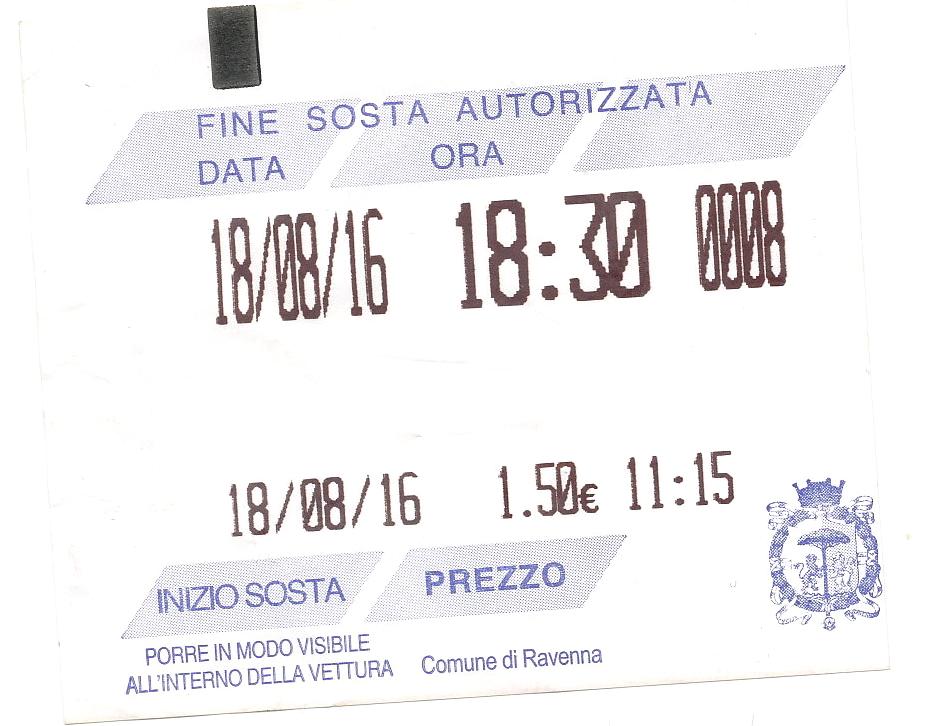 FINE SOSTA AUTORIZZATA
DATA ORA
18/08/16 18:30 0008
18/08/16 1.50€ 11:15
INIZIO SOSTA PREZZO
PORRE IN MODO VISIBILE
ALL'INTERNO DELLA VETTURA Comune di Ravenna